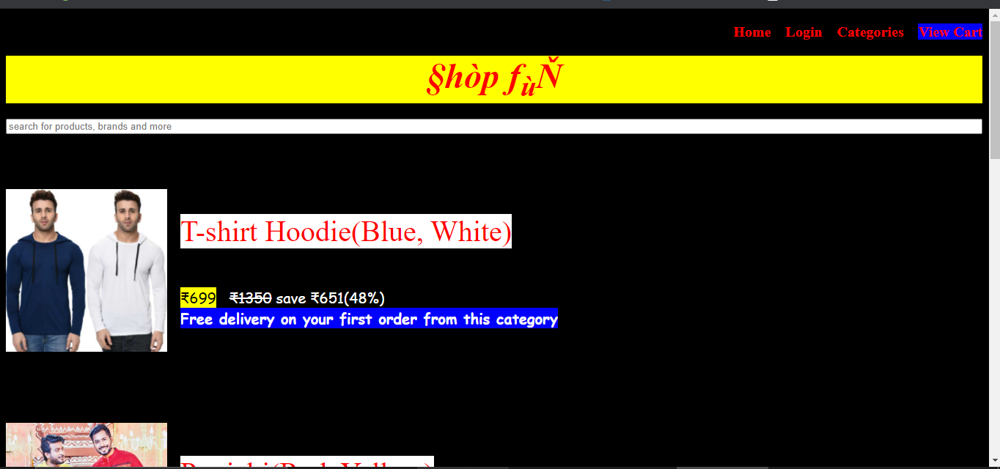 Home Login Categories View Cart
§hòp fùŇ
search for products, brands and more
T-shirt Hoodie(Blue, White)
₹699 ₹1350 save ₹651(48%)
Free delivery on your first order from this category